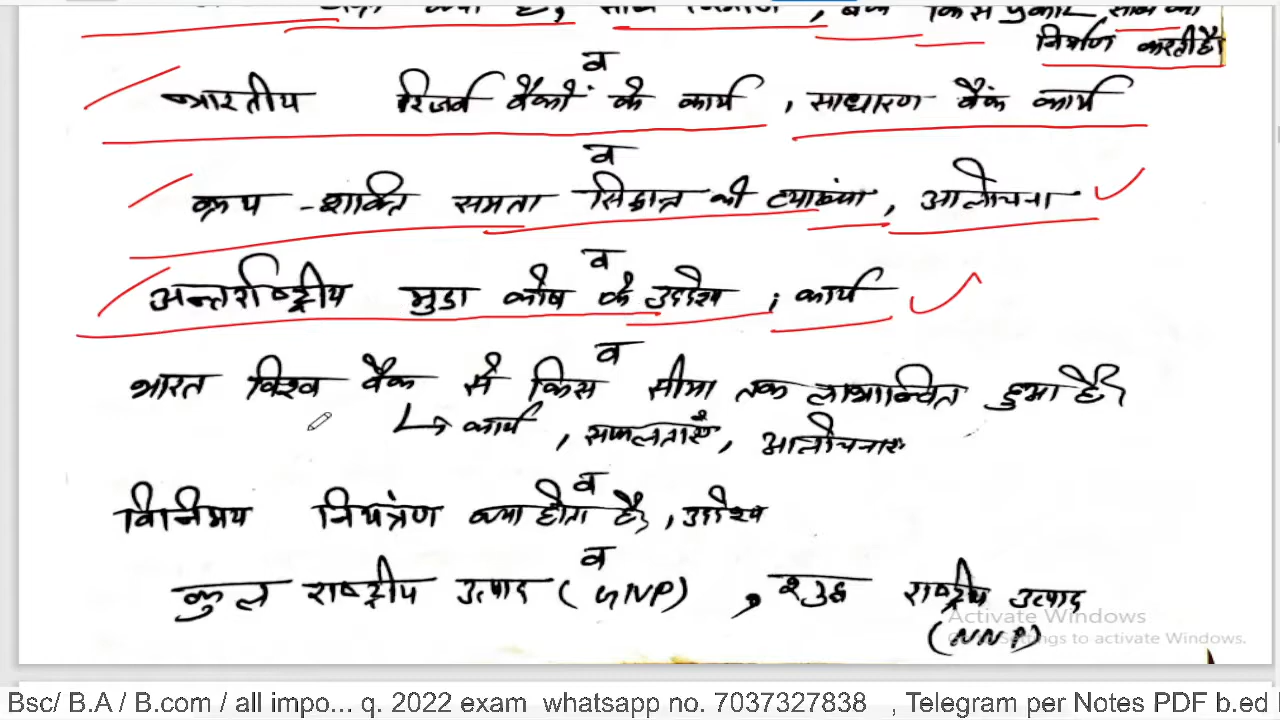 क्या है, साख निर्माण, बैंक किस प्रकार साख का
निर्माण करती है।
व
भारतीय रिजर्व बैंकों के कार्य , साधारण बैंक कार्य
व
क्रय -शक्ति समता सिद्धान्त की व्याख्या , आलोचना
व
अन्तर्राष्ट्रीय मुद्रा कोष के उद्देश्य , कार्य
व
भारत विश्व बैंक से किस सीमा तक लाभान्वित हुआ है?
↳ कार्य , सफलताएँ , आलोचनाएं
व
विनिमय नियंत्रण क्या होता है? , उद्देश्य
व
कुल राष्ट्रीय उत्पाद (GNP) , शुद्ध राष्ट्रीय उत्पाद
(NNP)
Activate Windows
Settings to activate Windows.
Bsc/ B.A / B.com / all impo... q. 2022 exam whatsapp no. 7037327838 , Telegram per Notes PDF b.ed